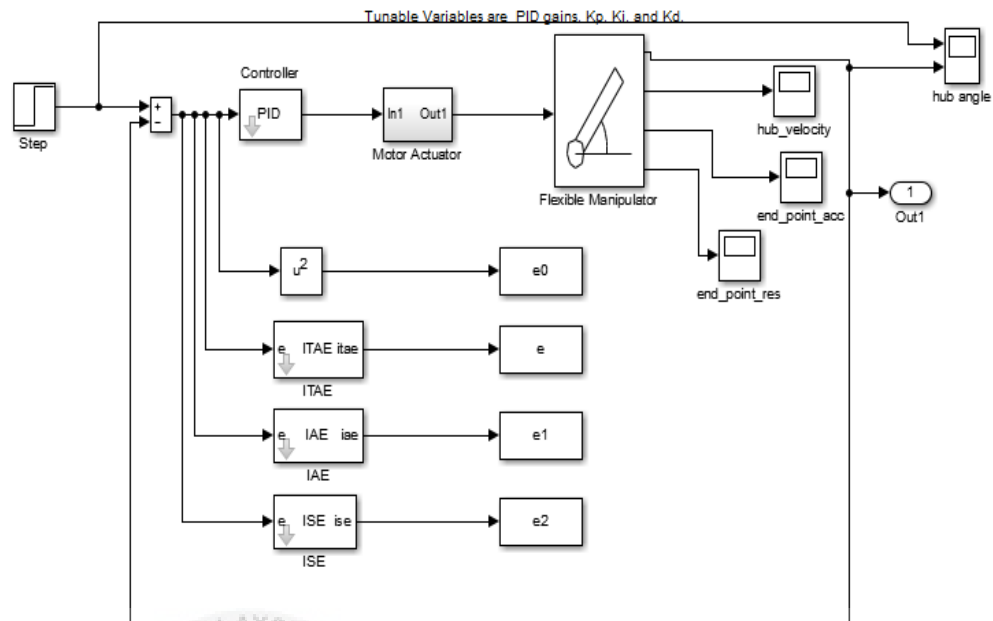 Tunable Variables are PID gains, Kp, Ki, and Kd.
Step
+
−
Controller
PID
In1 Out1
Motor Actuator
Flexible Manipulator
hub angle
hub_velocity
end_point_acc
end_point_res
1
Out1
u2
e0
e ITAE itae
ITAE
e
e IAE iae
IAE
e1
e ISE ise
ISE
e2